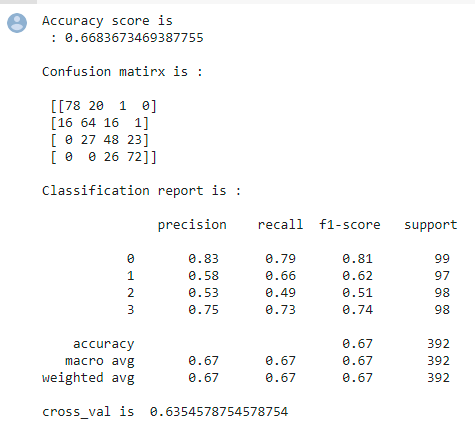 Accuracy score is
 : 0.6683673469387755
Confusion matirx is :
[[78 20 1 0]
[16 64 16 1]
[ 0 27 48 23]
[ 0 0 26 72]]
Classification report is :
precision recall f1-score support
0 0.83 0.79 0.81 99
1 0.58 0.66 0.62 97
2 0.53 0.49 0.51 98
3 0.75 0.73 0.74 98
accuracy 0.67 392
macro avg 0.67 0.67 0.67 392
weighted avg 0.67 0.67 0.67 392
cross_val is 0.6354578754578754